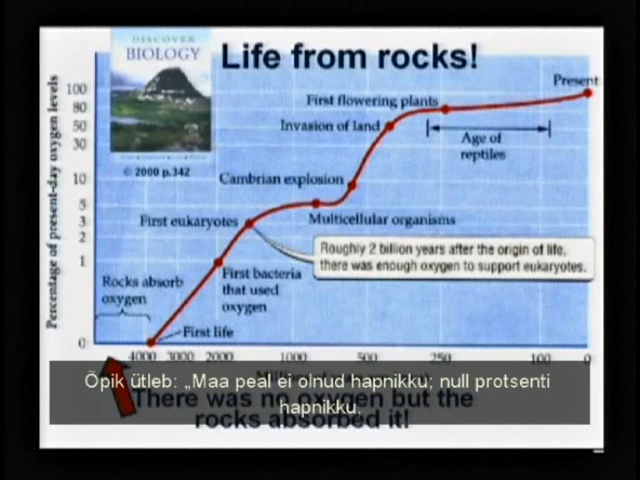 DISCOVER
BIOLOGY
Life from rocks!
© 2000 p.342
Percentage of present-day oxygen levels
100
80
50
30
10
5
3
2
1
0
Present
First flowering plants
Invasion of land
Age of
reptiles
Cambrian explosion
First eukaryotes
Multicellular organisms
Roughly 2 billion years after the origin of life,
there was enough oxygen to support eukaryotes.
Rocks absorb
oxygen
First bacteria
that used
oxygen
First life
4000 3000 2000 1000 500 250 100 0
Õpik ütleb: „Maa peal ei olnud hapnikku; null protsenti
hapnikku.
There was no oxygen but the
rocks absorbed it!